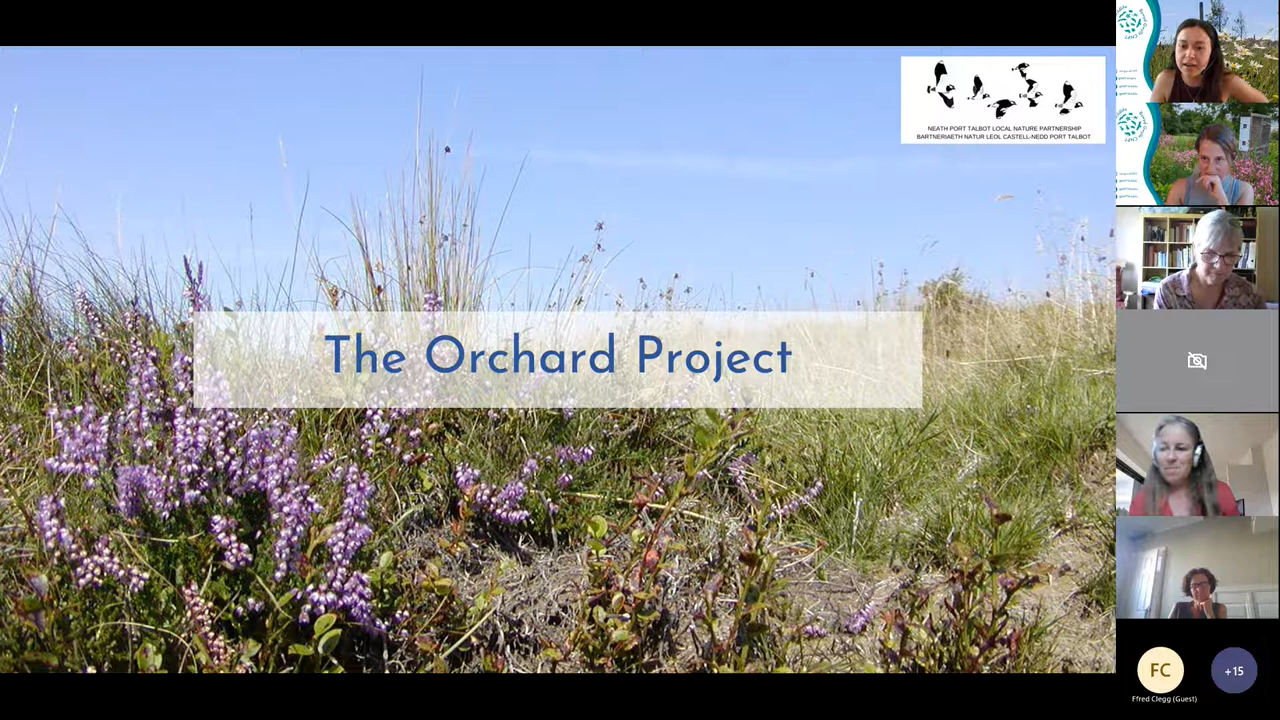 NEATH PORT TALBOT LOCAL NATURE PARTNERSHIP
BARTNERIAETH NATUR LEOL CASTELL-NEDD PORT TALBOT
The Orchard Project
FC
+15
Ffred Clegg (Guest)